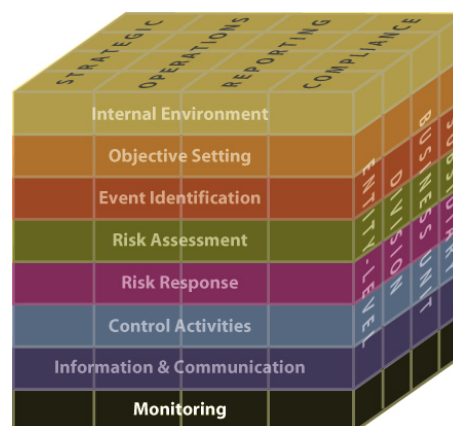 STRATEGIC
OPERATIONS
REPORTING
COMPLIANCE
Internal Environment
Objective Setting
Event Identification
Risk Assessment
Risk Response
Control Activities
Information & Communication
Monitoring
ENTITY-LEVEL
DIVISION
BUSINESS UNIT
SUBSIDIARY